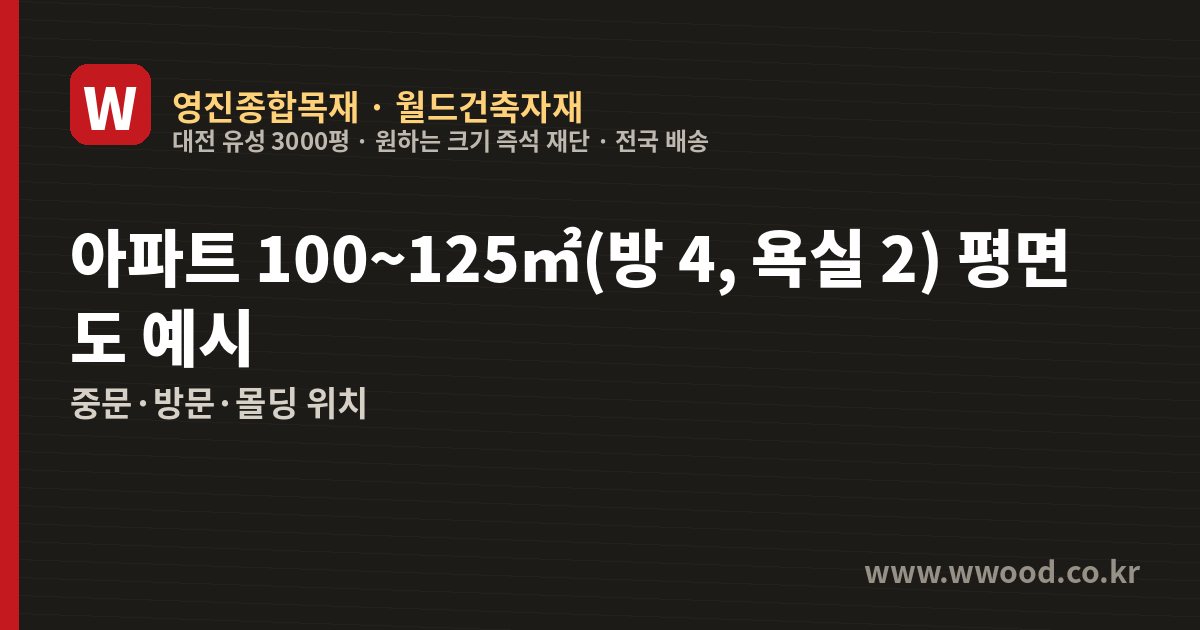 W
영진종합목재 · 월드건축자재
대전 유성 3000평 · 원하는 크기 즉석 재단 · 전국 배송
아파트 100~125㎡(방 4, 욕실 2) 평면
도 예시
중문·방문·몰딩 위치
www.wwood.co.kr